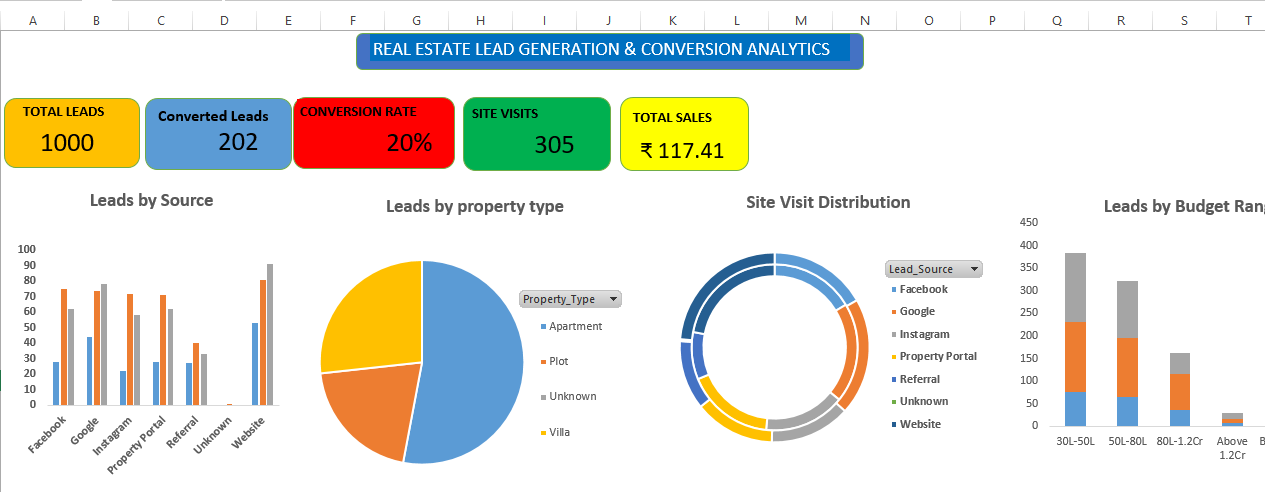 A B C D E F G H I J K L M N O P Q R S T
REAL ESTATE LEAD GENERATION & CONVERSION ANALYTICS
TOTAL LEADS
1000
Converted Leads
202
CONVERSION RATE
20%
SITE VISITS
305
TOTAL SALES
₹ 117.41
Leads by Source
100
90
80
70
60
50
40
30
20
10
0
Facebook
Google
Instagram
Property Portal
Referral
Unknown
Website
Leads by property type
Property_Type
Apartment
Plot
Unknown
Villa
Site Visit Distribution
Lead_Source
Facebook
Google
Instagram
Property Portal
Referral
Unknown
Website
Leads by Budget Rang
450
400
350
300
250
200
150
100
50
0
30L-50L
50L-80L
80L-1.2Cr
Above
1.2Cr